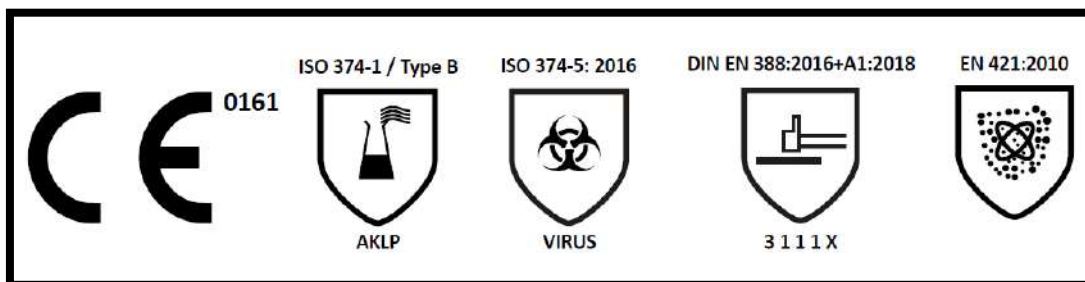 CE 0161
ISO 374-1 / Type B
AKLP
ISO 374-5: 2016
VIRUS
DIN EN 388:2016+A1:2018
3 1 1 1 X
EN 421:2010